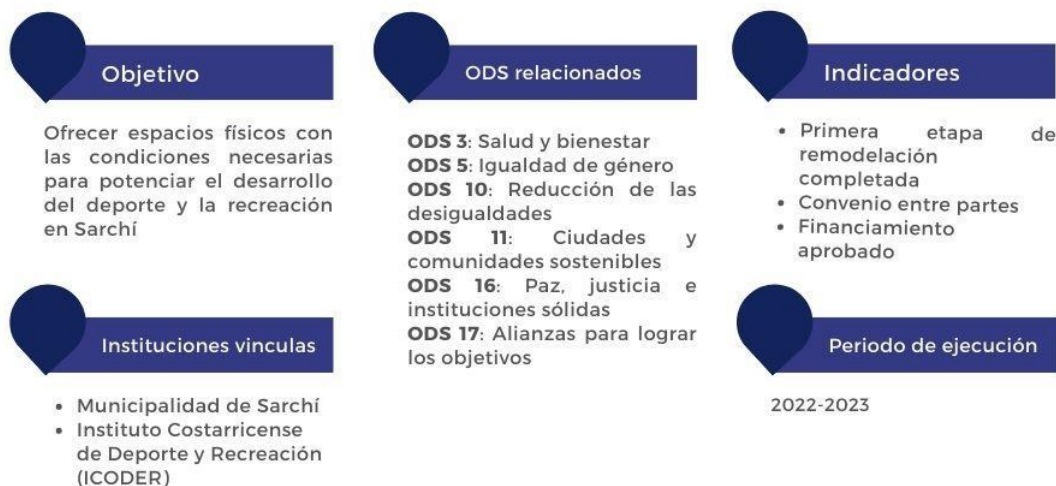 Objetivo
Ofrecer espacios físicos con
las condiciones necesarias
para potenciar el desarrollo
del deporte y la recreación
en Sarchí
Instituciones vinculas
• Municipalidad de Sarchí
• Instituto Costarricense
de Deporte y Recreación
(ICODER)
ODS relacionados
ODS 3: Salud y bienestar
ODS 5: Igualdad de género
ODS 10: Reducción de las
desigualdades
ODS 11: Ciudades y
comunidades sostenibles
ODS 16: Paz, justicia e
instituciones sólidas
ODS 17: Alianzas para lograr
los objetivos
Indicadores
• Primera etapa de
remodelación
completada
• Convenio entre partes
• Financiamiento
aprobado
Periodo de ejecución
2022-2023